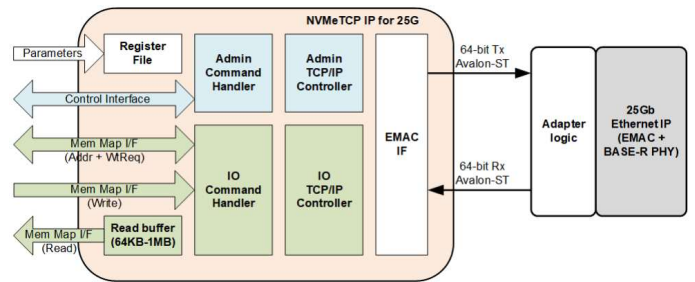 NVMeTCP IP for 25G
Parameters
Register
File
Control Interface
Admin
Command
Handler
Admin
TCP/IP
Controller
Mem Map I/F
(Addr + WtReq)
Mem Map I/F
(Write)
Mem Map I/F
(Read)
Read buffer
(64KB-1MB)
IO
Command
Handler
IO
TCP/IP
Controller
EMAC
IF
64-bit Tx
Avalon-ST
64-bit Rx
Avalon-ST
Adapter
logic
25Gb
Ethernet IP
(EMAC +
BASE-R PHY)